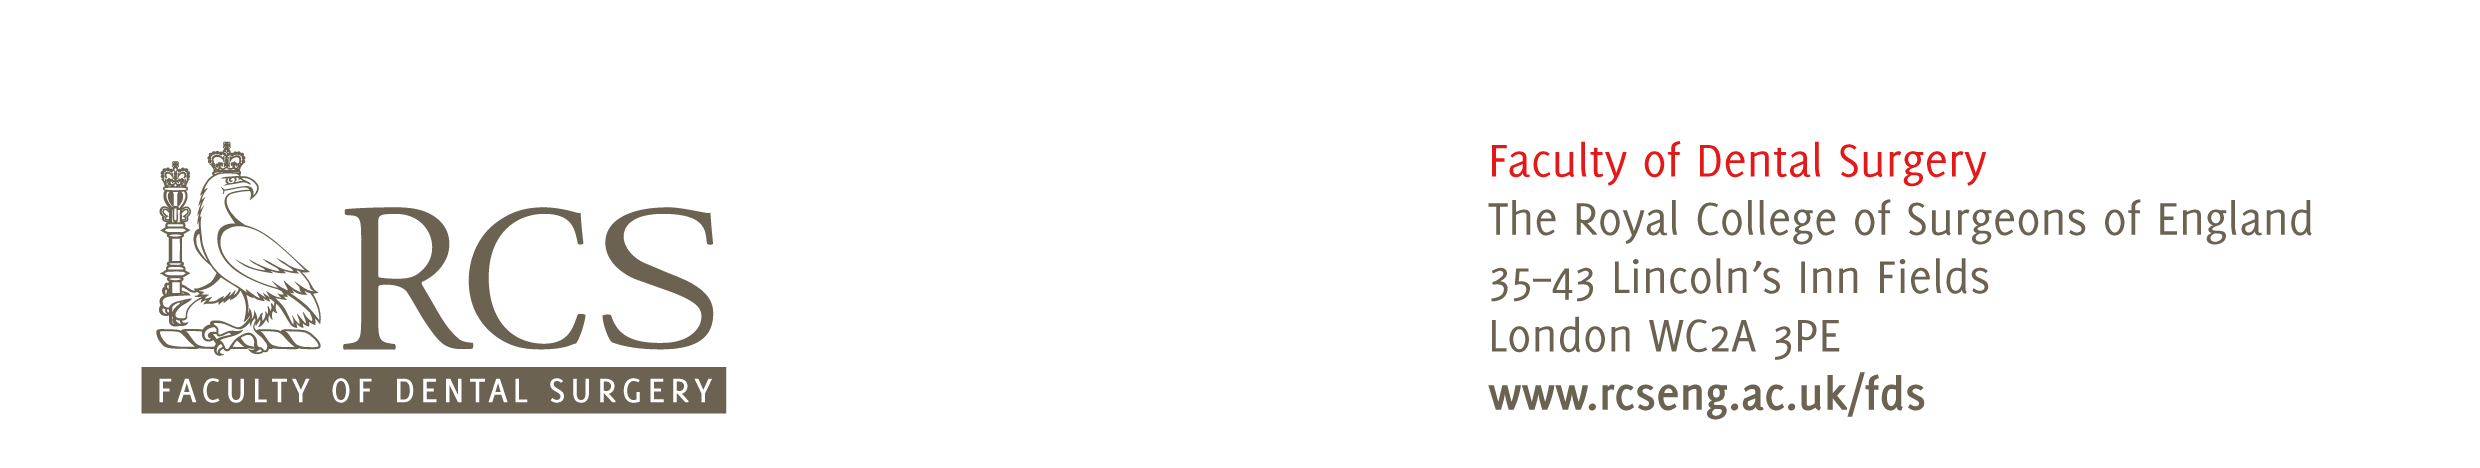 RCS
FACULTY OF DENTAL SURGERY
Faculty of Dental Surgery
The Royal College of Surgeons of England
35–43 Lincoln’s Inn Fields
London WC2A 3PE
www.rcseng.ac.uk/fds